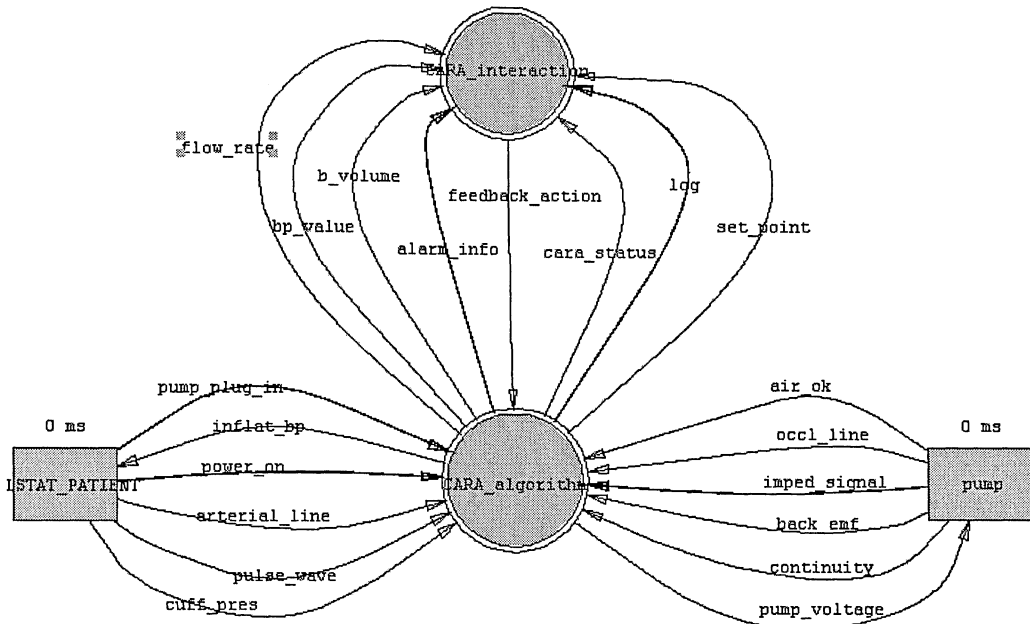 CARA_interaction
flow_rate
b_volume
feedback_action
log
bp_value
alarm_info
cara_status
set_point
pump_plug_in
air_ok
0 ms
inflat_bp
occl_line
0 ms
power_on
LSTAT_PATIENT
CARA_algorithm
imped_signal
pump
arterial_line
back_emf
pulse_wave
continuity
cuff_pres
pump_voltage